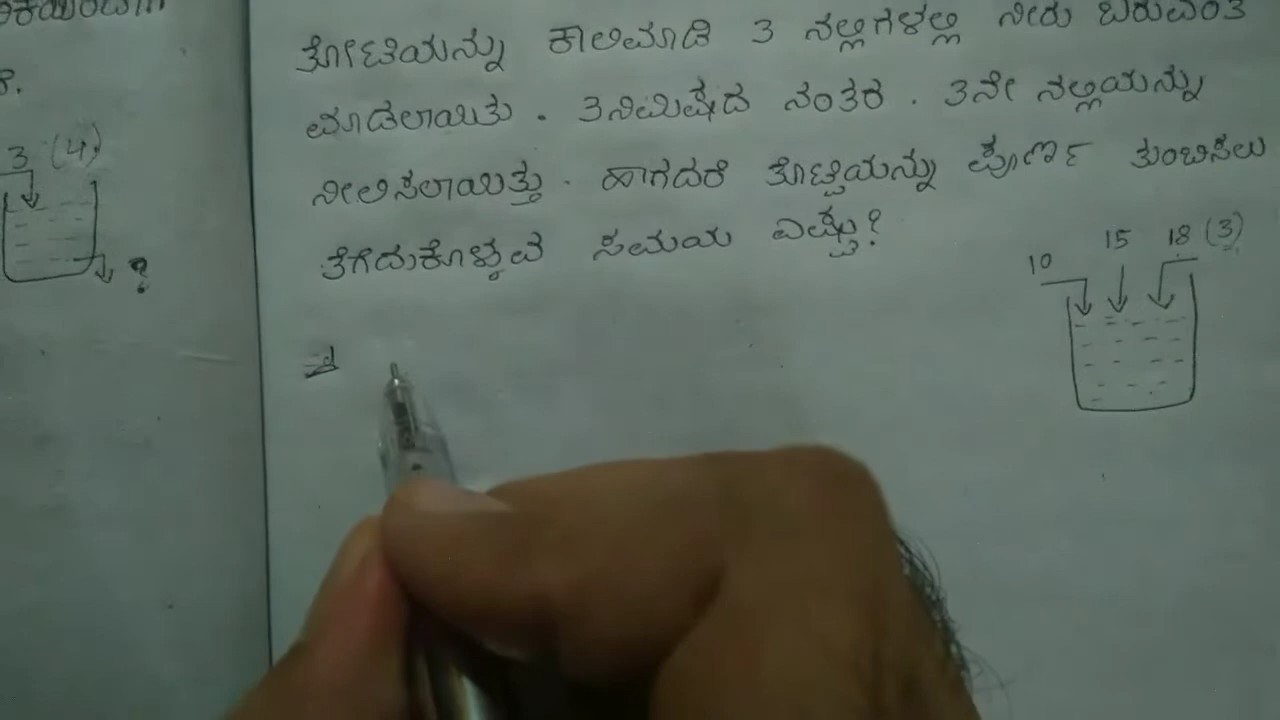 ತೋಟಿಯನ್ನು ಕಾಲಿಮಾಡಿ 3 ನಲ್ಲಿಗಳಲ್ಲಿ ನೀರು ಬರುವಂತೆ
ಮಾಡಲಾಯಿತು . 3ನಿಮಿಷದ ನಂತರ . 3ನೇ ನಲ್ಲಿಯನ್ನು
ನೀಲಿಸಲಾಯಿತ್ತು . ಹಾಗದರೆ ತೊಟ್ಟಿಯನ್ನು ಪೂರ್ಣ ತುಂಬಿಸಲು
ತೆಗೆದುಕೊಳ್ಳುವ ಸಮಯ ಎಷ್ಟು?
3 (4)
?
10 15 18 (3)